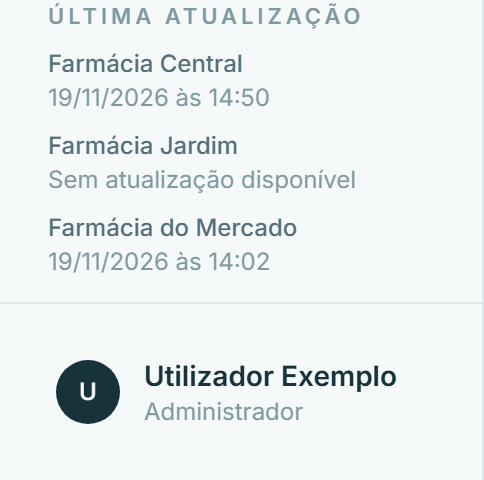 ÚLTIMA ATUALIZAÇÃO
Farmácia Central
19/11/2026 às 14:50
Farmácia Jardim
Sem atualização disponível
Farmácia do Mercado
19/11/2026 às 14:02
U
Utilizador Exemplo
Administrador